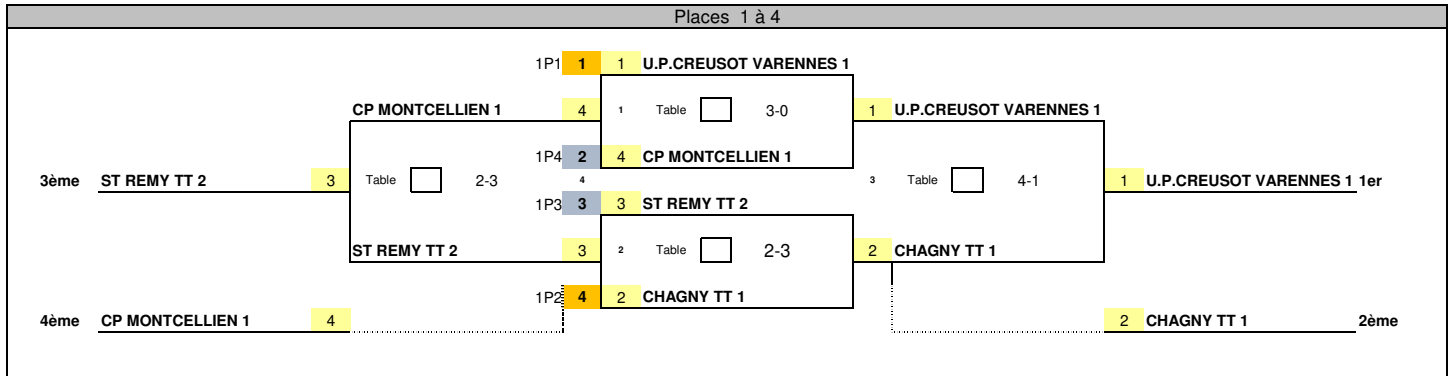 Places 1 à 4
1P1 1 1 U.P.CREUSOT VARENNES 1
CP MONTCELLIEN 1 4 1 Table 3-0 1 U.P.CREUSOT VARENNES 1
1P4 2 4 CP MONTCELLIEN 1
3ème ST REMY TT 2 3 Table 2-3 4 3 Table 4-1 1 U.P.CREUSOT VARENNES 1 1er
1P3 3 3 ST REMY TT 2
ST REMY TT 2 3 2 Table 2-3 2 CHAGNY TT 1
1P2 4 2 CHAGNY TT 1
4ème CP MONTCELLIEN 1 4 2 CHAGNY TT 1 2ème